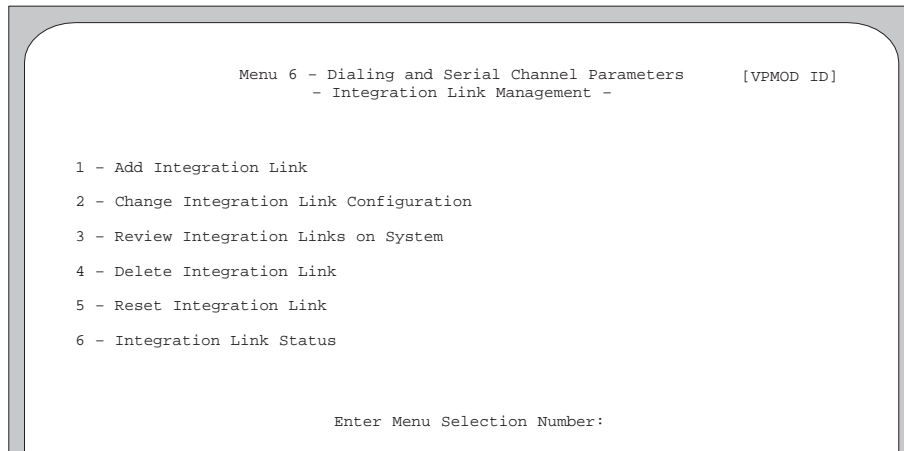 Menu 6 - Dialing and Serial Channel Parameters [VPMOD ID]
- Integration Link Management -
1 - Add Integration Link
2 - Change Integration Link Configuration
3 - Review Integration Links on System
4 - Delete Integration Link
5 - Reset Integration Link
6 - Integration Link Status
Enter Menu Selection Number: